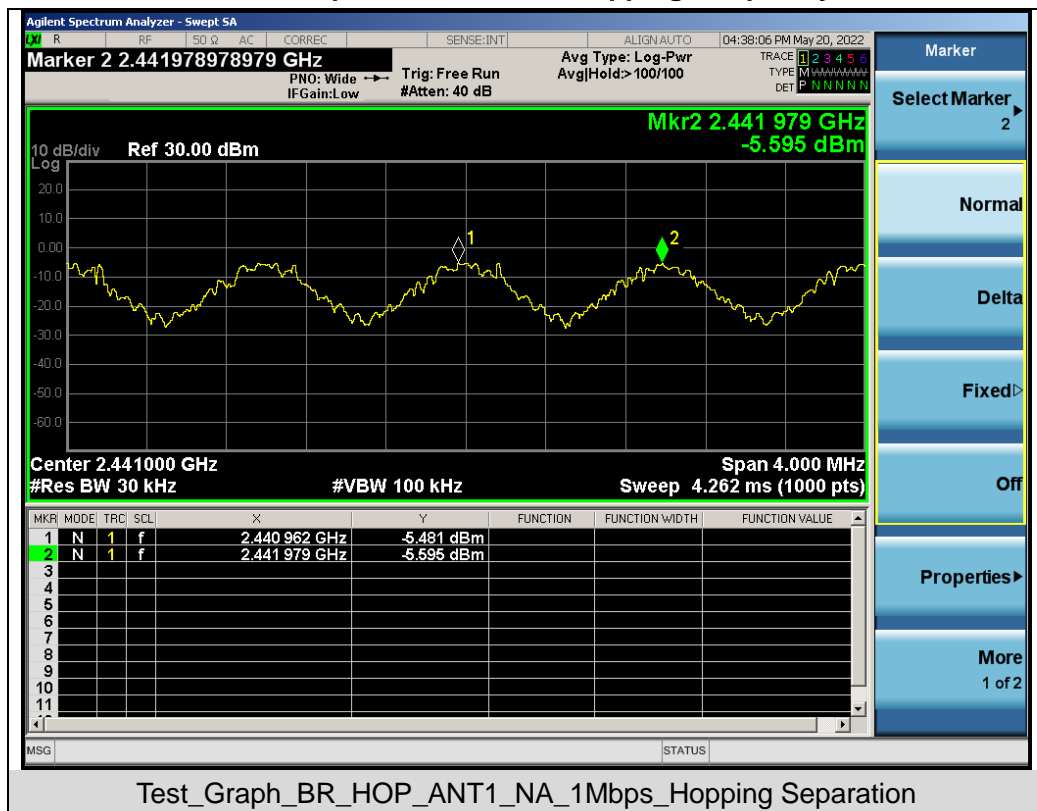 Agilent Spectrum Analyzer - Swept SA
LXI R RF 50 Ω AC CORREC SENSE:INT ALIGN AUTO 04:38:06 PM May 20, 2022
Marker 2 2.441978978979 GHz
PNO: Wide
IFGain:Low
Trig: Free Run
#Atten: 40 dB
Avg Type: Log-Pwr
Avg|Hold:>100/100
TRACE 1 2 3 4 5 6
TYPE M
DET P N N N N N
Mkr2 2.441 979 GHz
-5.595 dBm
10 dB/div Ref 30.00 dBm
Log
20.0
10.0
0.00
-10.0
-20.0
-30.0
-40.0
-50.0
-60.0
1
2
Center 2.441000 GHz Span 4.000 MHz
#Res BW 30 kHz #VBW 100 kHz Sweep 4.262 ms (1000 pts)
MKR MODE TRC SCL X Y FUNCTION FUNCTION WIDTH FUNCTION VALUE
1 N 1 f 2.440 962 GHz -5.481 dBm
2 N 1 f 2.441 979 GHz -5.595 dBm
3
4
5
6
7
8
9
10
11
MSG STATUS
Marker
Select Marker
2
Normal
Delta
Fixed
Off
Properties
More
1 of 2
Test_Graph_BR_HOP_ANT1_NA_1Mbps_Hopping Separation